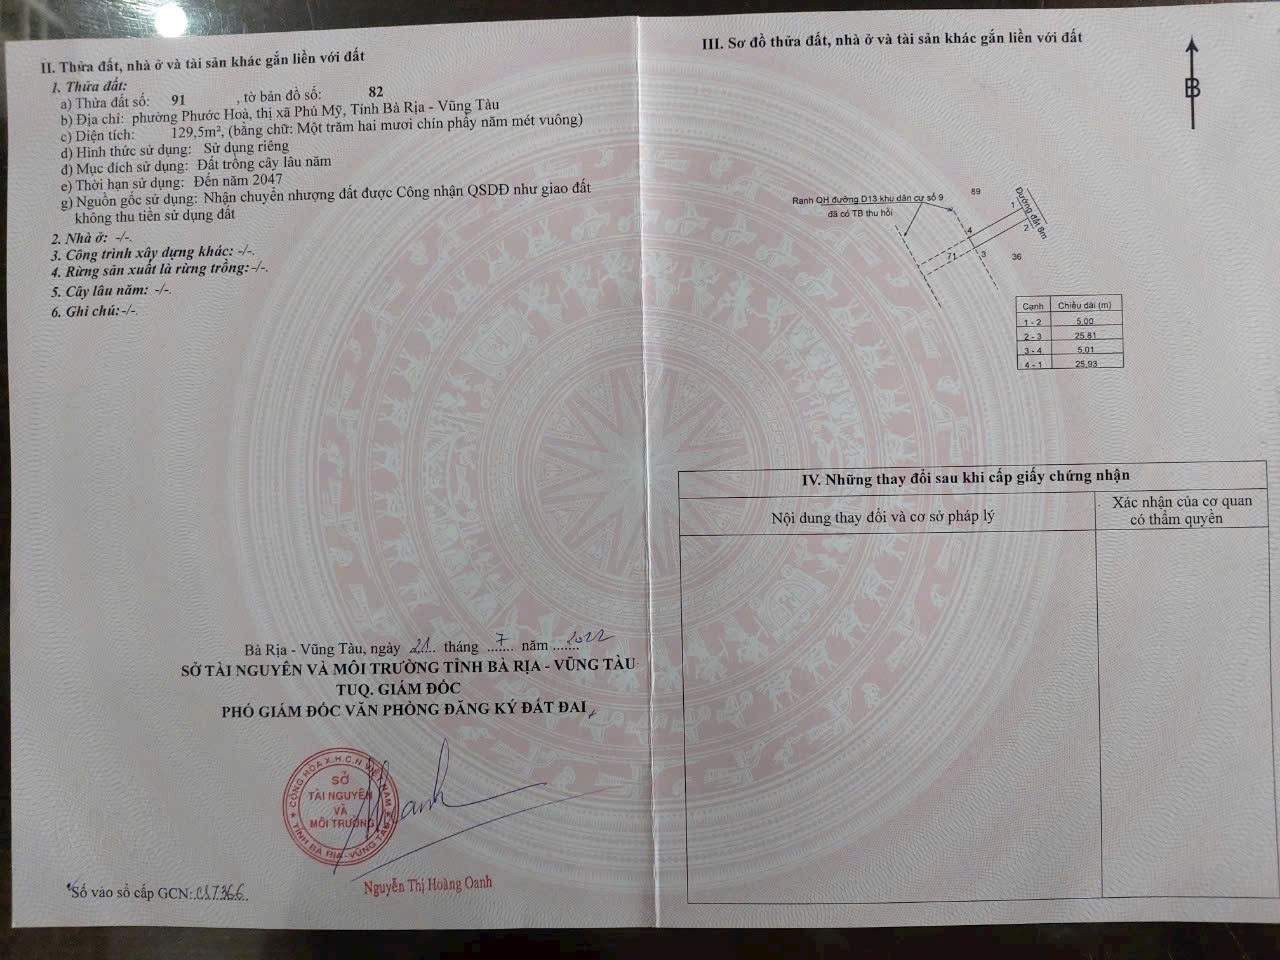 II. Thửa đất, nhà ở và tài sản khác gắn liền với đất
1. Thửa đất:
a) Thửa đất số: 91 , tờ bản đồ số: 82
b) Địa chỉ: phường Phước Hoà, thị xã Phú Mỹ, Tỉnh Bà Rịa - Vũng Tàu
c) Diện tích: 129,5m², (bằng chữ: Một trăm hai mươi chín phẩy năm mét vuông)
d) Hình thức sử dụng: Sử dụng riêng
đ) Mục đích sử dụng: Đất trồng cây lâu năm
e) Thời hạn sử dụng: Đến năm 2047
g) Nguồn gốc sử dụng: Nhận chuyển nhượng đất được Công nhận QSDĐ như giao đất
không thu tiền sử dụng đất
2. Nhà ở: -/-.
3. Công trình xây dựng khác: -/-.
4. Rừng sản xuất là rừng trồng: -/-.
5. Cây lâu năm: -/-.
6. Ghi chú: -/-.
Bà Rịa - Vũng Tàu, ngày 21 tháng 7 năm 2022
SỞ TÀI NGUYÊN VÀ MÔI TRƯỜNG TỈNH BÀ RỊA - VŨNG TÀU
TUQ. GIÁM ĐỐC
PHÓ GIÁM ĐỐC VĂN PHÒNG ĐĂNG KÝ ĐẤT ĐAI
CỘNG HÒA X.H.C.N VIỆT NAM
SỞ
TÀI NGUYÊN
VÀ
MÔI TRƯỜNG
TỈNH BÀ RỊA - VŨNG TÀU
Nguyễn Thị Hoàng Oanh
Số vào sổ cấp GCN: CS7366
III. Sơ đồ thửa đất, nhà ở và tài sản khác gắn liền với đất
B
Ranh QH đường D13 khu dân cư số 9
đã có TB thu hồi
89
Đường đất 8m
1
2
4
3
71
36
Cạnh Chiều dài (m)
1 - 2 5.00
2 - 3 25.81
3 - 4 5.01
4 - 1 25.93
IV. Những thay đổi sau khi cấp giấy chứng nhận
Nội dung thay đổi và cơ sở pháp lý
Xác nhận của cơ quan
có thẩm quyền